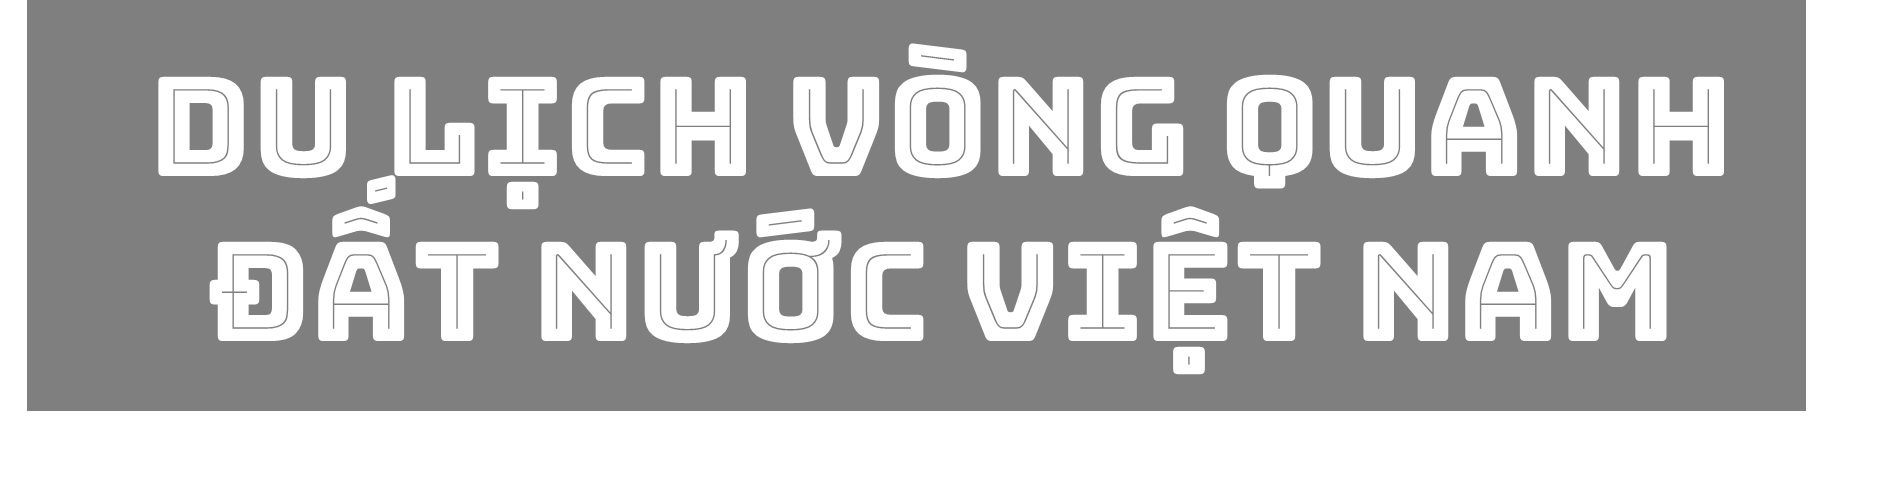 DU LỊCH VÒNG QUANH
ĐẤT NƯỚC VIỆT NAM